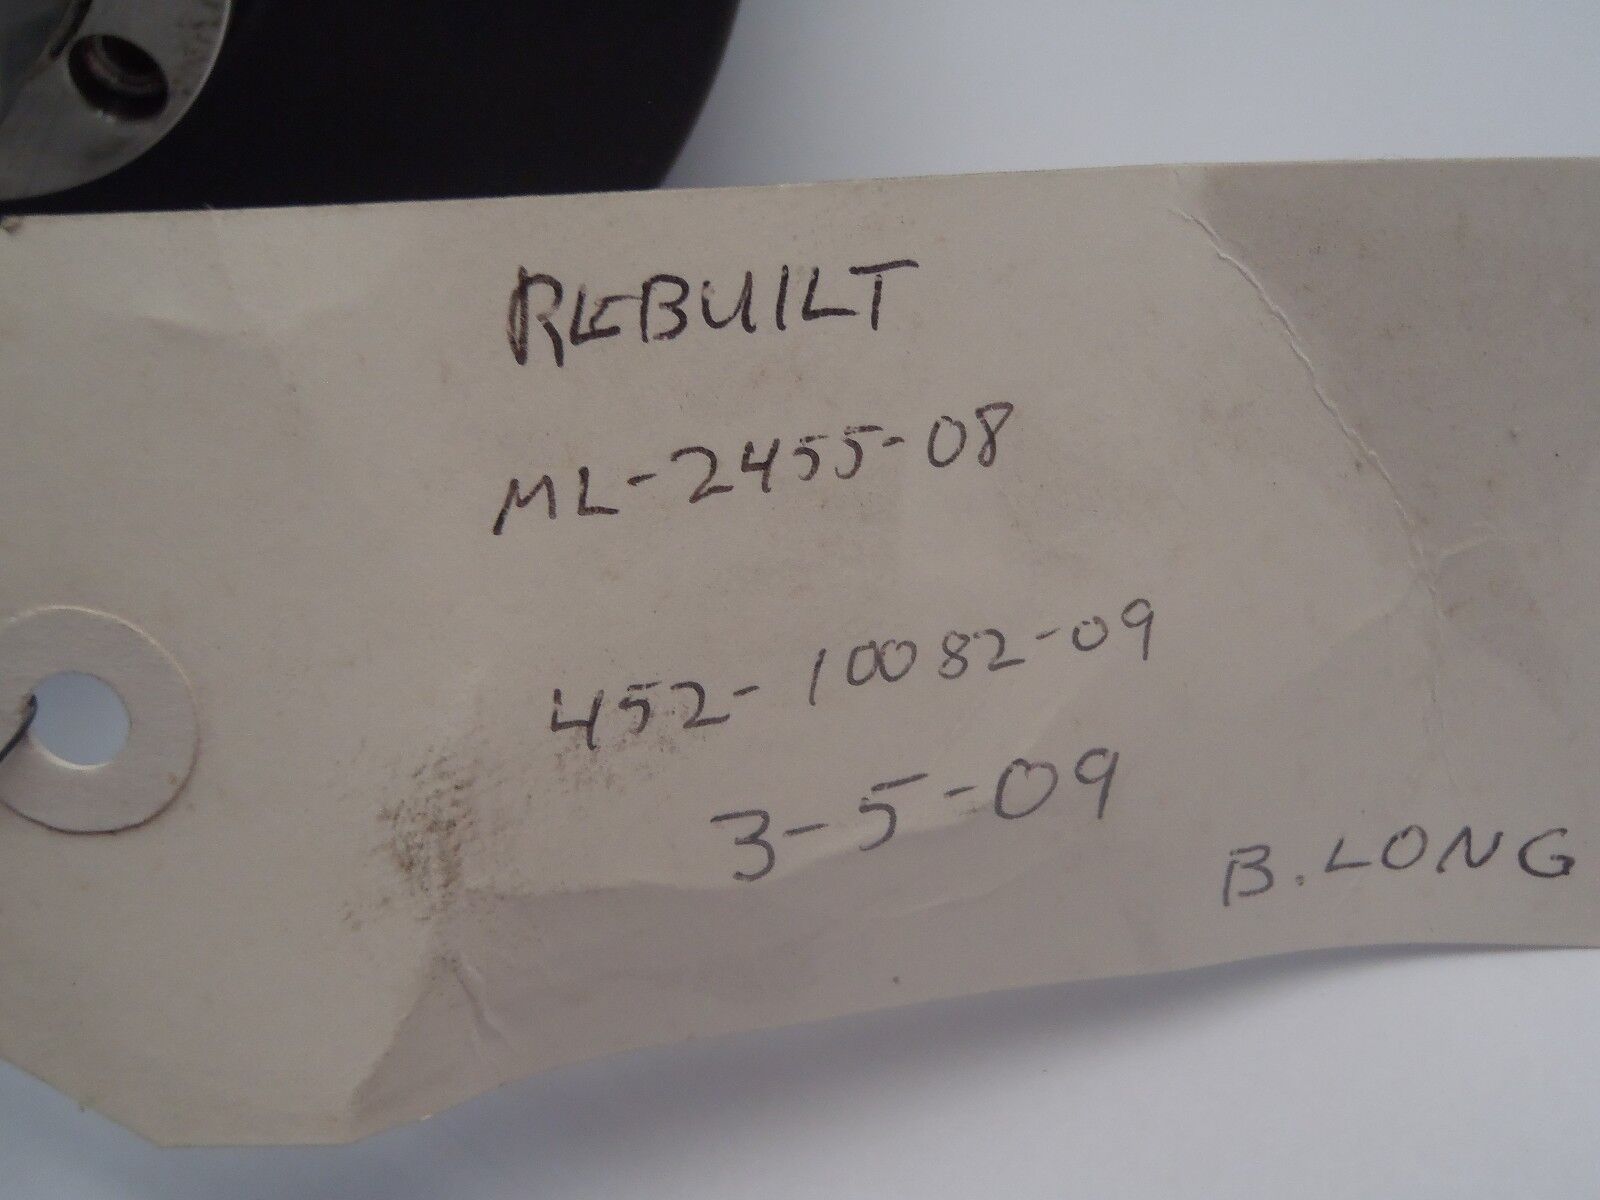 REBUILT
ML-2455-08
452-10082-09
3-5-09
B. LONG